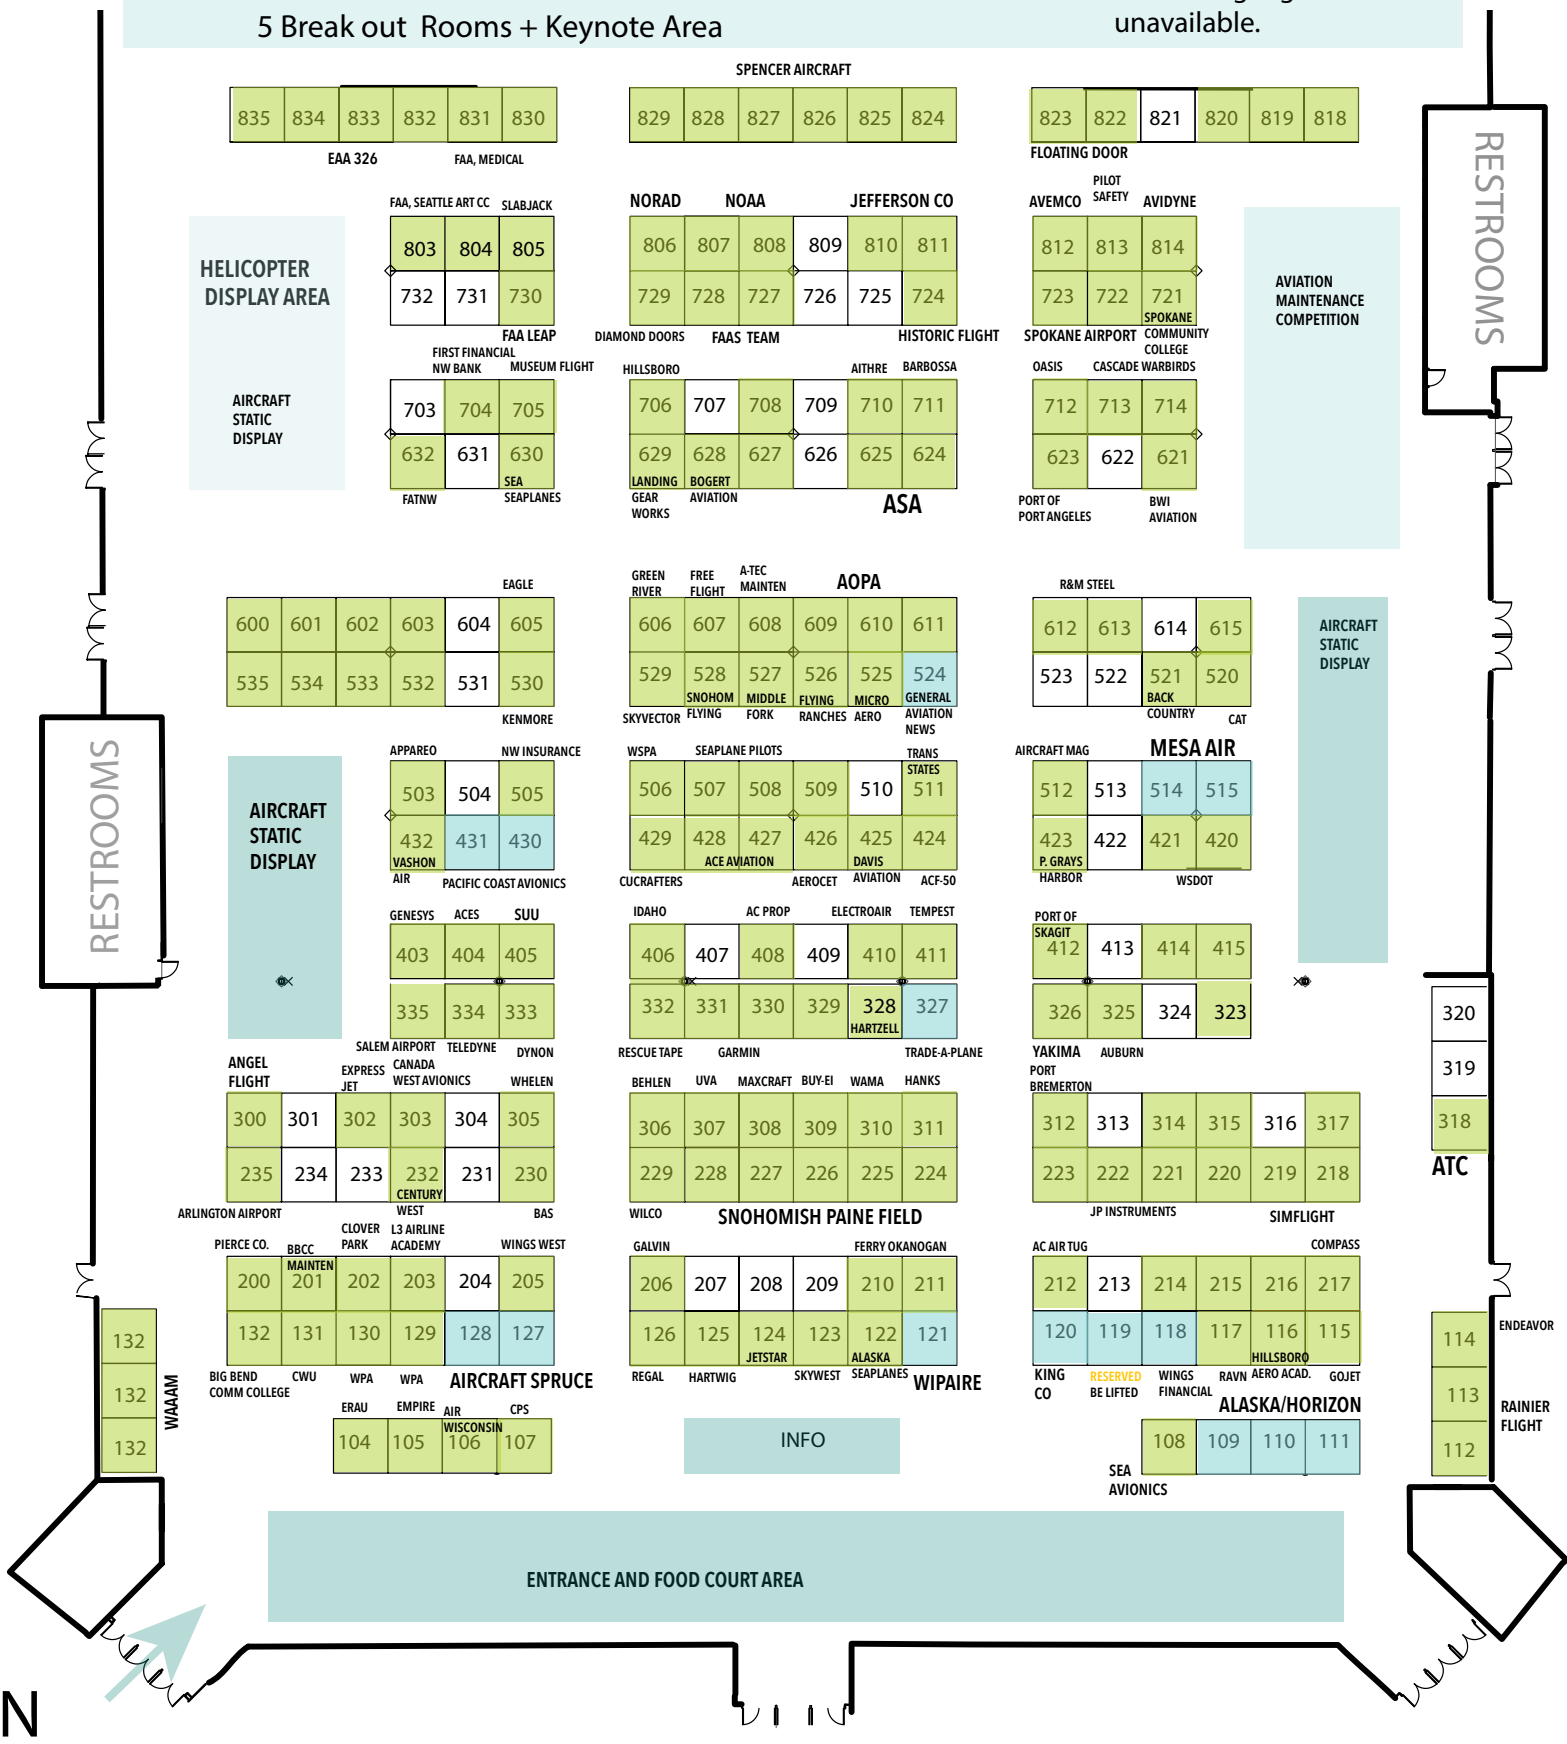 5 Break out Rooms + Keynote Area
unavailable.
SPENCER AIRCRAFT
835 834 833 832 831 830
829 828 827 826 825 824
823 822 821 820 819 818
EAA 326
FAA, MEDICAL
FLOATING DOOR
RESTROOMS
FAA, SEATTLE ART CC
SLABJACK
NORAD
NOAA
JEFFERSON CO
AVEMCO
PILOT
SAFETY
AVIDYNE
803 804 805
806 807 808 809 810 811
812 813 814
HELICOPTER
DISPLAY AREA
732 731 730
729 728 727 726 725 724
723 722 721
AVIATION
MAINTENANCE
COMPETITION
FAA LEAP
DIAMOND DOORS
FAAS TEAM
HISTORIC FLIGHT
SPOKANE AIRPORT
SPOKANE
COMMUNITY
COLLEGE
FIRST FINANCIAL
NW BANK
MUSEUM FLIGHT
HILLSBORO
AITHRE
BARBOSSA
OASIS
CASCADE WARBIRDS
AIRCRAFT
STATIC
DISPLAY
703 704 705
706 707 708 709 710 711
712 713 714
632 631 630
629 628 627 626 625 624
623 622 621
FATNW
SEA
SEAPLANES
LANDING
GEAR
WORKS
BOGERT
AVIATION
ASA
PORT OF
PORT ANGELES
BWI
AVIATION
EAGLE
GREEN
RIVER
FREE
FLIGHT
A-TEC
MAINTEN
AOPA
R&M STEEL
600 601 602 603 604 605
606 607 608 609 610 611
612 613 614 615
AIRCRAFT
STATIC
DISPLAY
535 534 533 532 531 530
529 528 527 526 525 524
523 522 521 520
KENMORE
SKYVECTOR
SNOHOM
FLYING
MIDDLE
FORK
FLYING
RANCHES
MICRO
AERO
GENERAL
AVIATION
NEWS
BACK
COUNTRY
CAT
RESTROOMS
APPAREO
NW INSURANCE
WSPA
SEAPLANE PILOTS
TRANS
STATES
AIRCRAFT MAG
MESA AIR
503 504 505
506 507 508 509 510 511
512 513 514 515
AIRCRAFT
STATIC
DISPLAY
432 431 430
429 428 427 426 425 424
423 422 421 420
VASHON
AIR
PACIFIC COAST AVIONICS
CUCRAFTERS
ACE AVIATION
AEROCET
DAVIS
AVIATION
ACF-50
P. GRAYS
HARBOR
WSDOT
GENESYS
ACES
SUU
IDAHO
AC PROP
ELECTROAIR
TEMPEST
PORT OF
SKAGIT
403 404 405
406 407 408 409 410 411
412 413 414 415
335 334 333
332 331 330 329 328 327
326 325 324 323
320
319
318
ATC
SALEM AIRPORT
TELEDYNE
DYNON
RESCUE TAPE
GARMIN
HARTZELL
TRADE-A-PLANE
YAKIMA
AUBURN
ANGEL
FLIGHT
EXPRESS
JET
CANADA
WEST AVIONICS
WHELEN
BEHLEN
UVA
MAXCRAFT
BUY-EI
WAMA
HANKS
PORT
BREMERTON
300 301 302 303 304 305
306 307 308 309 310 311
312 313 314 315 316 317
235 234 233 232 231 230
229 228 227 226 225 224
223 222 221 220 219 218
ARLINGTON AIRPORT
CENTURY
WEST
BAS
WILCO
SNOHOMISH PAINE FIELD
JP INSTRUMENTS
SIMFLIGHT
PIERCE CO.
BBCC
MAINTEN
CLOVER
PARK
L3 AIRLINE
ACADEMY
WINGS WEST
GALVIN
FERRY OKANOGAN
AC AIR TUG
COMPASS
200 201 202 203 204 205
206 207 208 209 210 211
212 213 214 215 216 217
132 131 130 129 128 127
126 125 124 123 122 121
120 119 118 117 116 115
BIG BEND
COMM COLLEGE
CWU
WPA
WPA
AIRCRAFT SPRUCE
REGAL
HARTWIG
JETSTAR
SKYWEST
ALASKA
SEAPLANES
WIPAIRE
KING
CO
RESERVED
BE LIFTED
WINGS
FINANCIAL
RAVN
HILLSBORO
AERO ACAD.
GOJET
132
132
132
WAAAM
114
113
112
ENDEAVOR
RAINIER
FLIGHT
ERAU
EMPIRE
AIR
WISCONSIN
CPS
104 105 106 107
INFO
ALASKA/HORIZON
108 109 110 111
SEA
AVIONICS
ENTRANCE AND FOOD COURT AREA
N